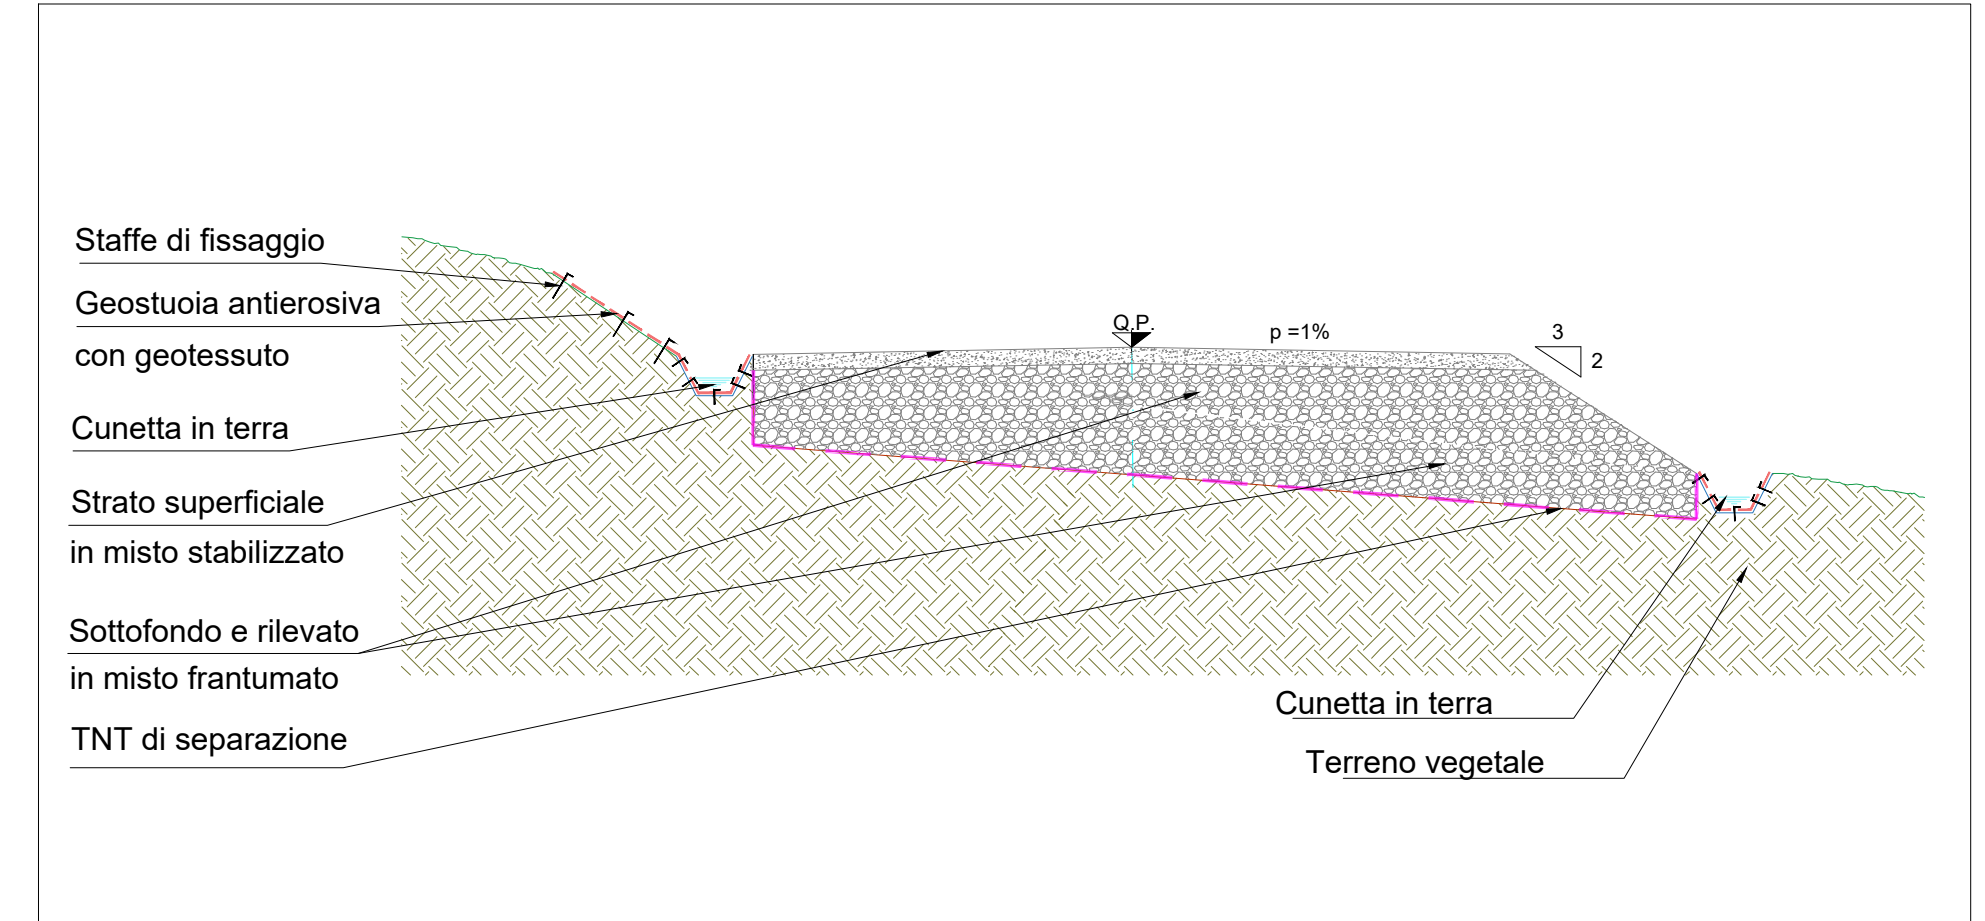 Staffe di fissaggio
Geostuoia antierosiva
con geotessuto
Cunetta in terra
Strato superficiale
in misto stabilizzato
Sottofondo e rilevato
in misto frantumato
TNT di separazione
Q.P.
p =1%
3
2
Cunetta in terra
Terreno vegetale